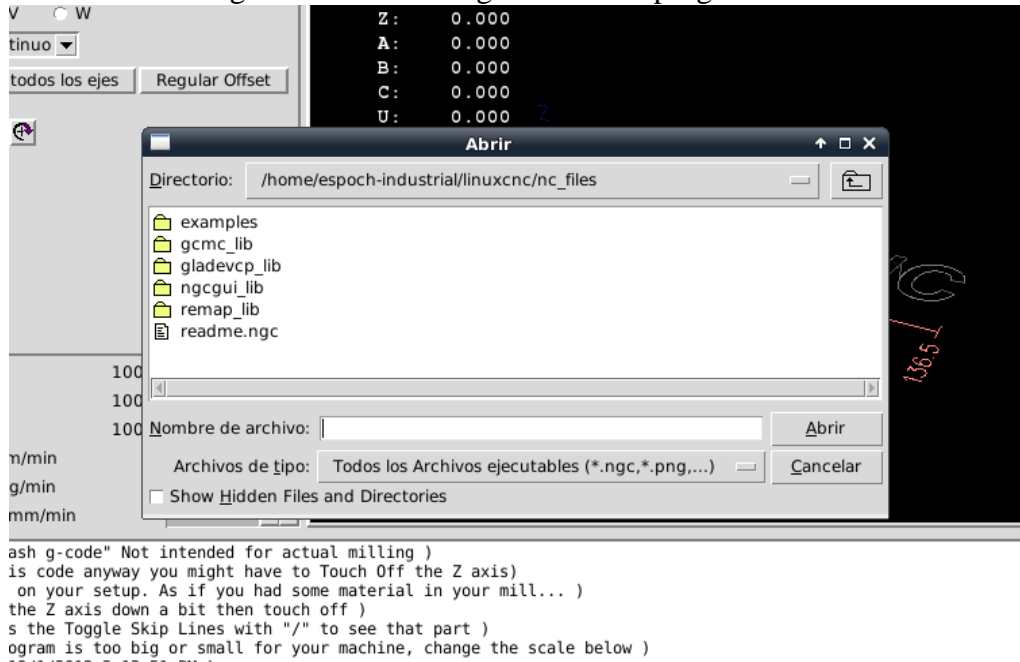 V W
Z: 0.000
tinuo
A: 0.000
B: 0.000
todos los ejes Regular Offset
C: 0.000
U: 0.000
Z
Abrir
Directorio: /home/espoch-industrial/linuxcnc/nc_files
examples
gcmc_lib
gladevcp_lib
ngcgui_lib
remap_lib
readme.ngc
C
136.5
100
100
100
Nombre de archivo: Abrir
m/min
Archivos de tipo: Todos los Archivos ejecutables (*.ngc,*.png,...) Cancelar
g/min
Show Hidden Files and Directories
mm/min
ash g-code" Not intended for actual milling )
is code anyway you might have to Touch Off the Z axis)
on your setup. As if you had some material in your mill... )
the Z axis down a bit then touch off )
s the Toggle Skip Lines with "/" to see that part )
ogram is too big or small for your machine, change the scale below )